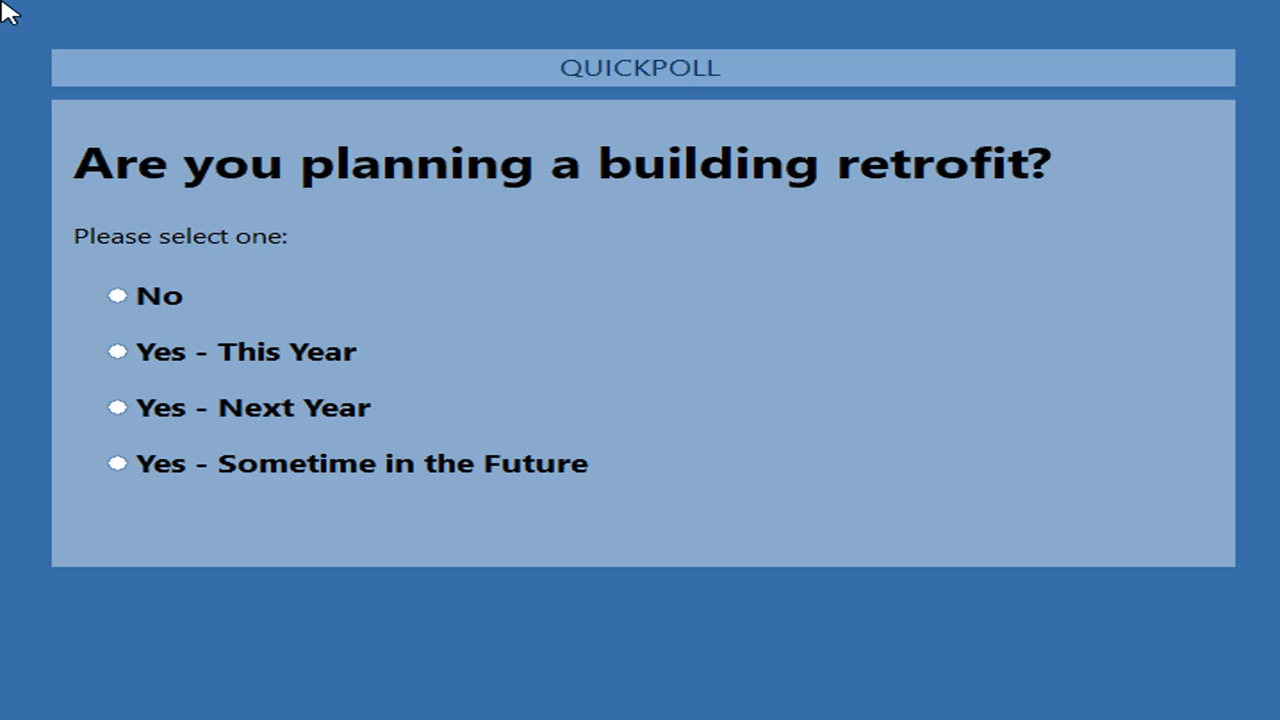 QUICKPOLL
Are you planning a building retrofit?
Please select one:
No
Yes - This Year
Yes - Next Year
Yes - Sometime in the Future